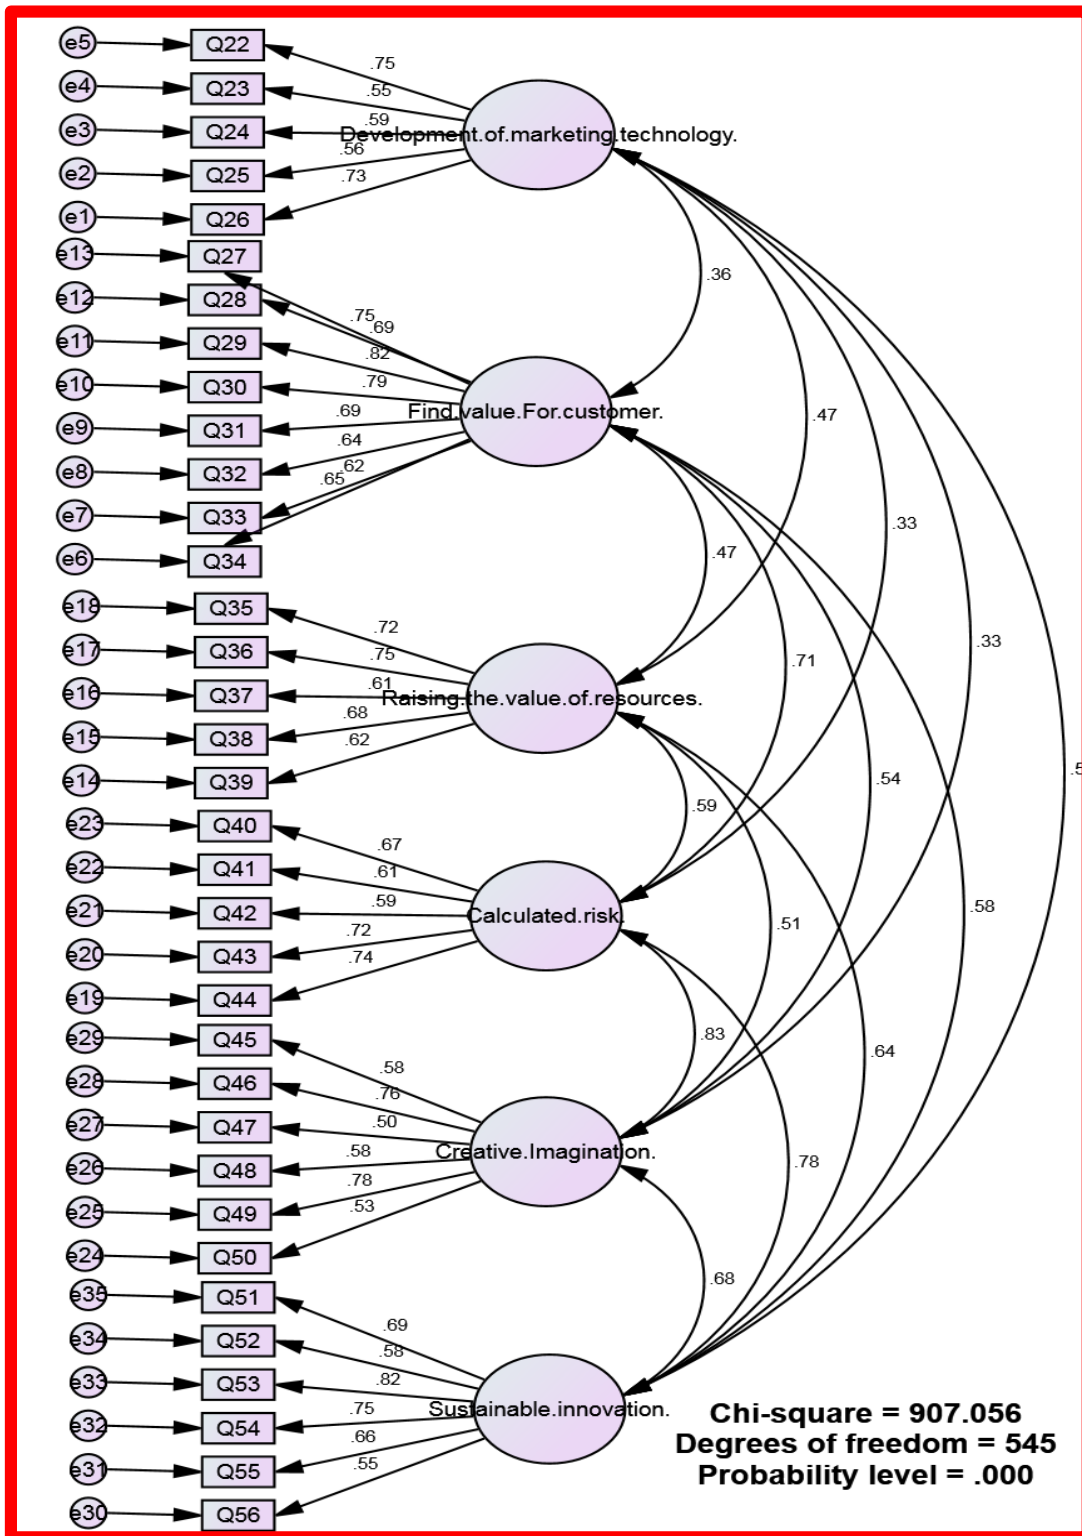 e5 Q22
.75
e4 Q23
.55
e3 Q24
.59
Development.of.marketing.technology.
e2 Q25
.56
e1 Q26
.73
e13 Q27
.36
e12 Q28
.75
.69
e11 Q29
.82
e10 Q30
.79
e9 Q31
.69
Find.value.For.customer.
.47
e8 Q32
.64
e7 Q33
.62
.65
e6 Q34
.33
.47
e18 Q35
.72
e17 Q36
.75
.71
.33
e16 Q37
.61
Raising.the.value.of.resources.
e15 Q38
.68
e14 Q39
.62
.59
.54
.5
e23 Q40
.67
e22 Q41
.61
e21 Q42
.59
Calculated.risk.
.51
.58
e20 Q43
.72
e19 Q44
.74
e29 Q45
.58
.83
.64
e28 Q46
.76
e27 Q47
.50
e26 Q48
.58
Creative.Imagination.
.78
e25 Q49
.78
e24 Q50
.53
.68
e35 Q51
.69
e34 Q52
.58
e33 Q53
.82
e32 Q54
.75
Sustainable.innovation.
e31 Q55
.66
e30 Q56
.55
Chi-square = 907.056
Degrees of freedom = 545
Probability level = .000